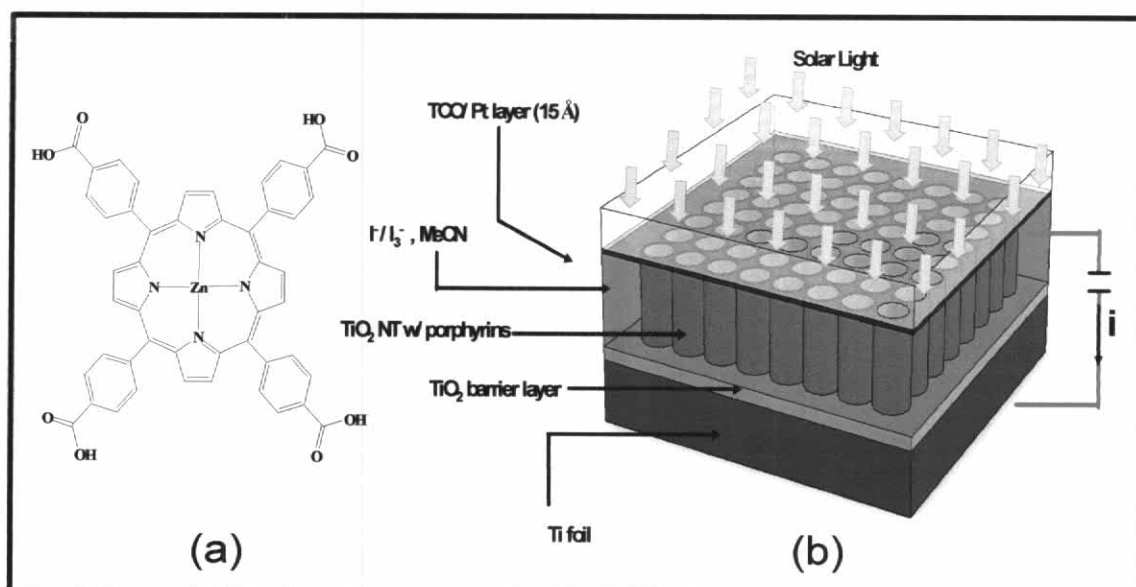 O
HO
HO
O
N
N
Zn
N
N
O
OH
OH
O
(a)
Solar Light
TCO/ Pt layer (15 Å)
I⁻/ I₃⁻ , MeCN
TiO₂ NT w/ porphyrins
TiO₂ barrier layer
Ti foil
i
(b)